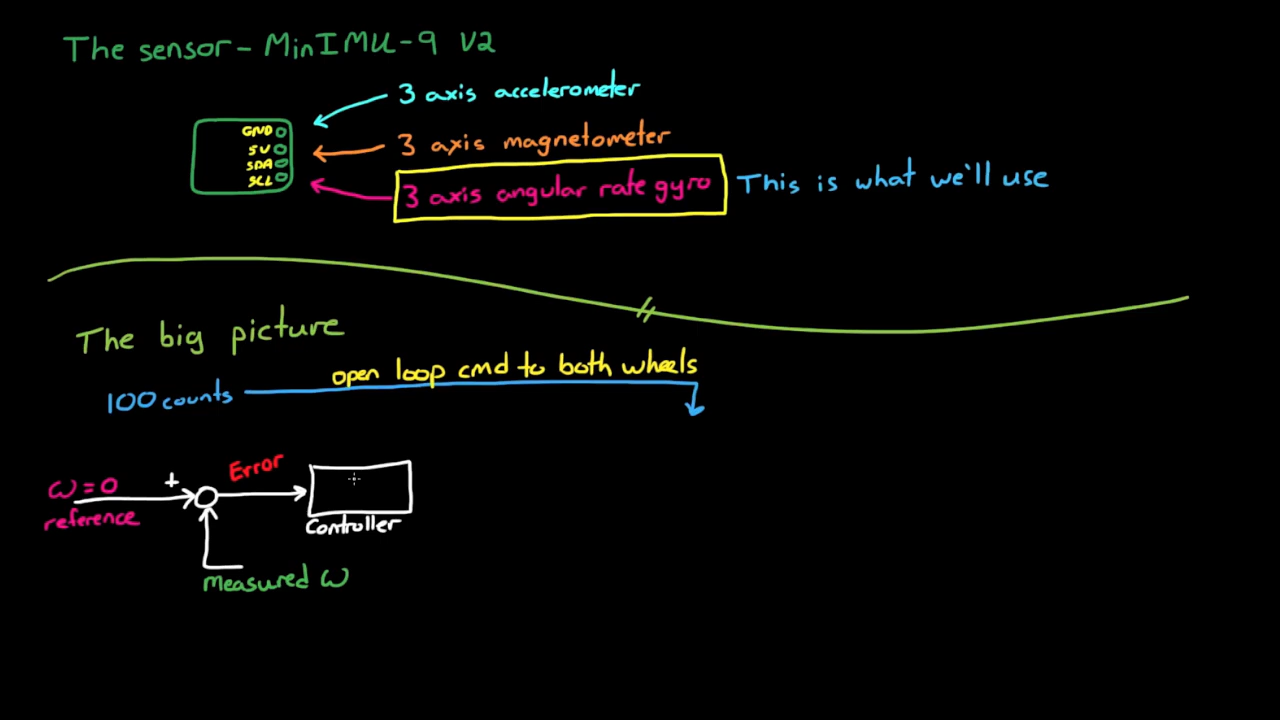 The sensor - MinIMU-9 V2
3 axis accelerometer
GND
5V
SDA
SCL
3 axis magnetometer
3 axis angular rate gyro
This is what we'll use
The big picture
open loop cmd to both wheels
100 counts
ω = 0
reference
+
Error
Controller
Measured ω